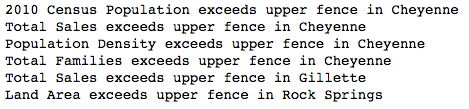 2010 Census Population exceeds upper fence in Cheyenne
Total Sales exceeds upper fence in Cheyenne
Population Density exceeds upper fence in Cheyenne
Total Families exceeds upper fence in Cheyenne
Total Sales exceeds upper fence in Gillette
Land Area exceeds upper fence in Rock Springs